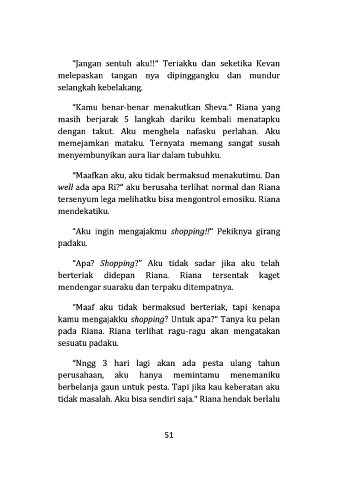 "Jangan sentuh aku!!" Teriakku dan seketika Kevan
melepaskan tangan nya dipinggangku dan mundur
selangkah kebelakang.
"Kamu benar-benar menakutkan Sheva." Riana yang
masih berjarak 5 langkah dariku kembali menatapku
dengan takut. Aku menghela nafasku perlahan. Aku
memejamkan mataku. Ternyata memang sangat susah
menyembunyikan aura liar dalam tubuhku.
"Maafkan aku, aku tidak bermaksud menakutimu. Dan
well ada apa Ri?" aku berusaha terlihat normal dan Riana
tersenyum lega melihatku bisa mengontrol emosiku. Riana
mendekatiku.
"Aku ingin mengajakmu shopping!!" Pekiknya girang
padaku.
"Apa? Shopping?" Aku tidak sadar jika aku telah
berteriak didepan Riana. Riana tersentak kaget
mendengar suaraku dan terpaku ditempatnya.
"Maaf aku tidak bermaksud berteriak, tapi kenapa
kamu mengajakku shopping? Untuk apa?" Tanya ku pelan
pada Riana. Riana terlihat ragu-ragu akan mengatakan
sesuatu padaku.
"Nngg 3 hari lagi akan ada pesta ulang tahun
perusahaan, aku hanya memintamu menemaniku
berbelanja gaun untuk pesta. Tapi jika kau keberatan aku
tidak masalah. Aku bisa sendiri saja." Riana hendak berlalu
51